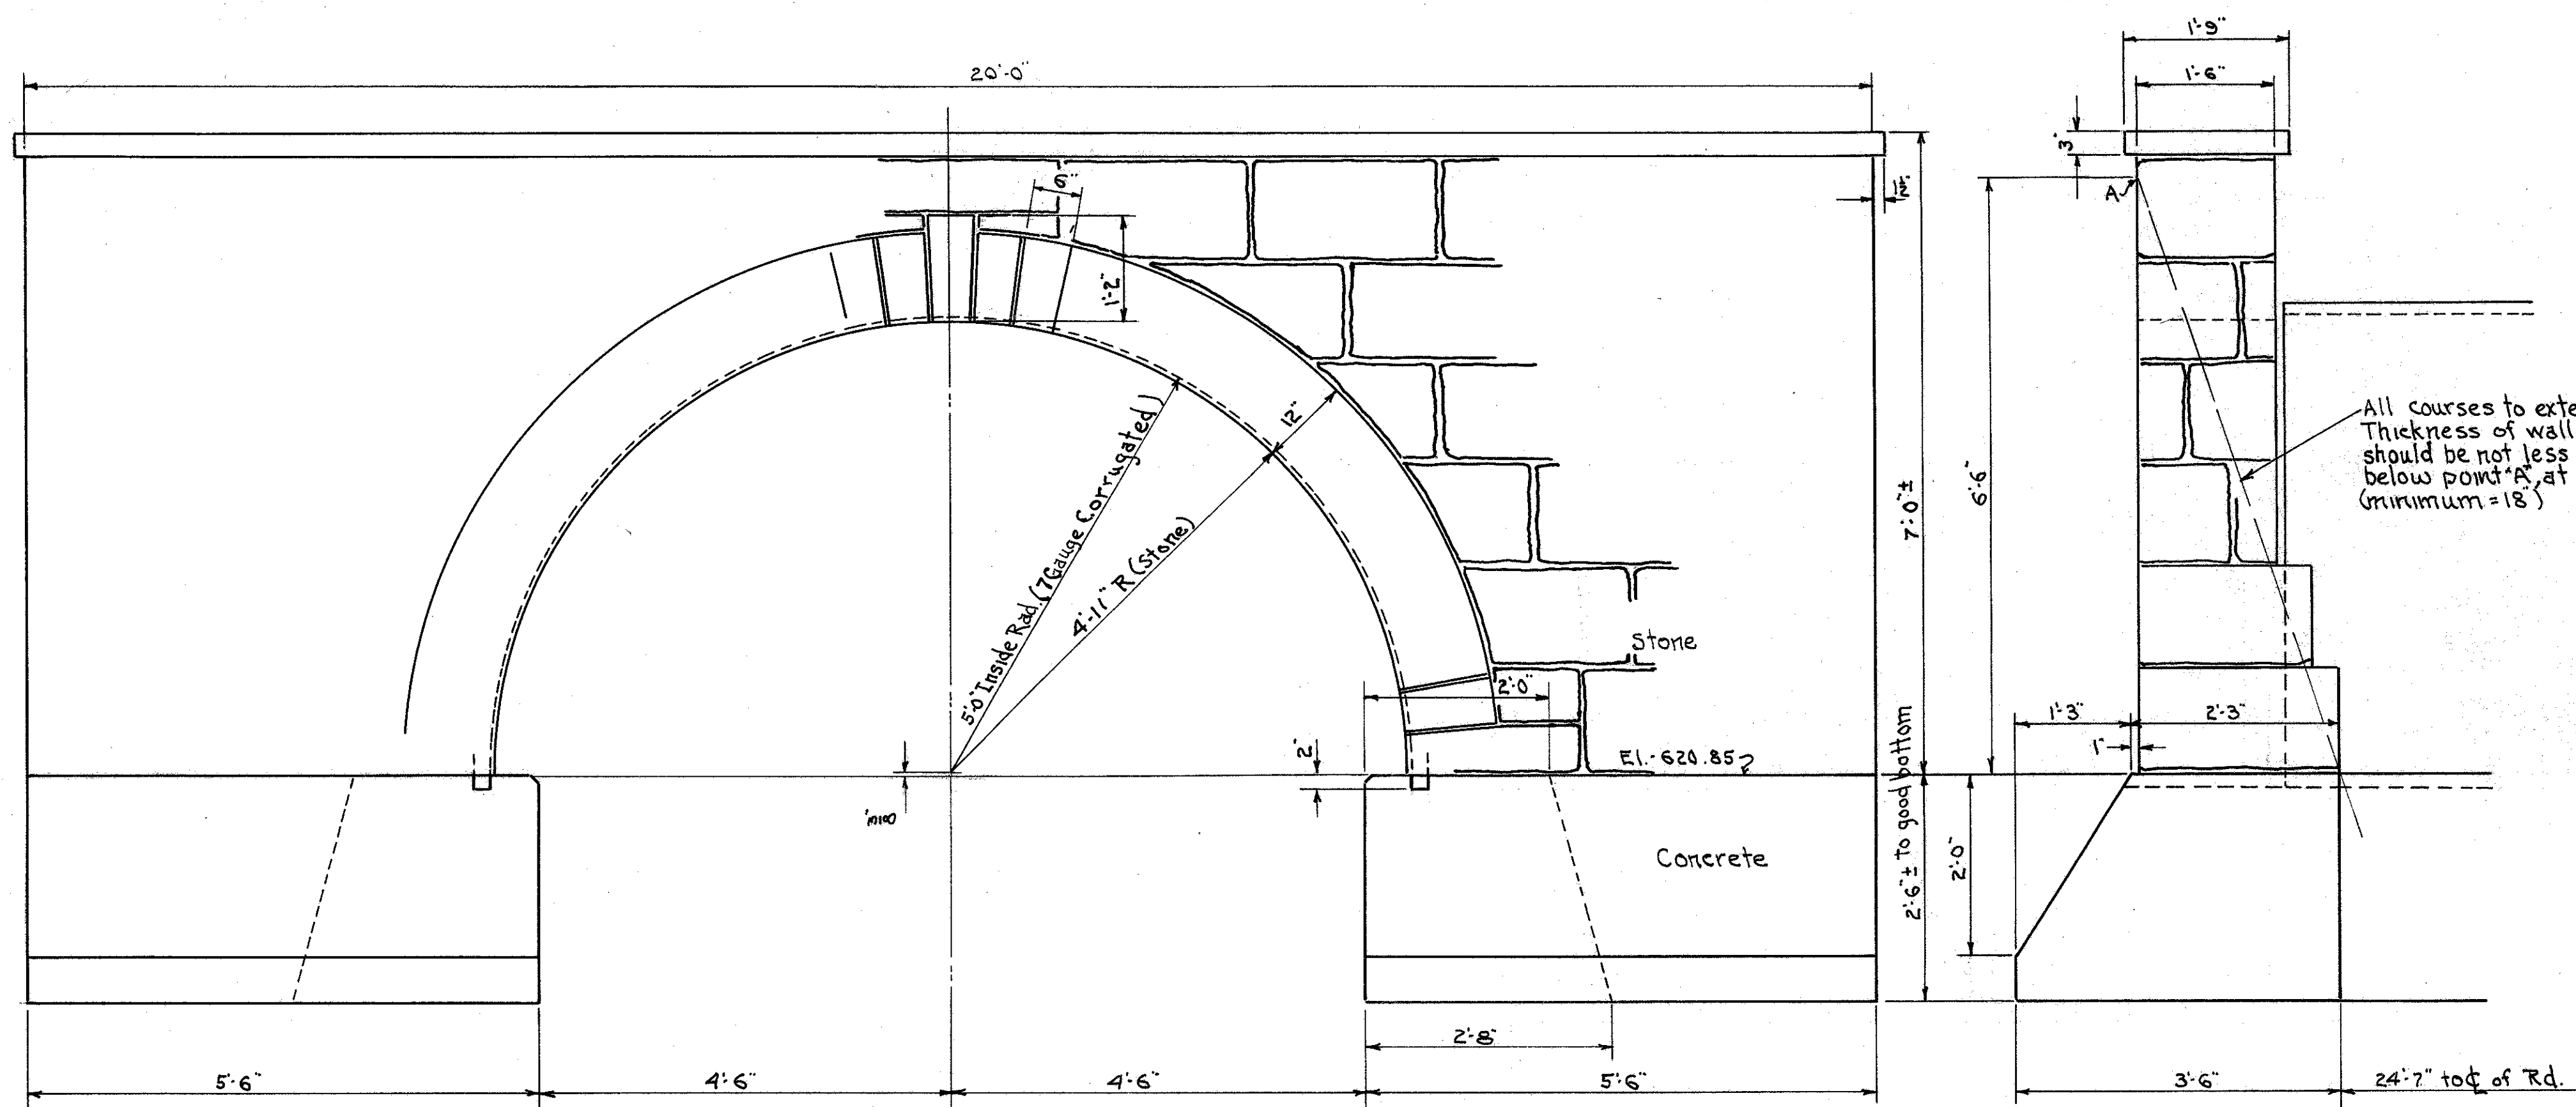 20'-0"
1'-9"
1'-6"
3"
A
6"
1'-2"
12"
5'-0" Inside Rad. (7 Gauge Corrugated)
4'-11" R (Stone)
7'-0"±
6'-6"
All courses to exte
Thickness of wall
should be not less
below point "A", at
(minimum = 18")
Stone
2'-0"
2"
El.-620.85
Concrete
2'-6"± to good bottom
1'-3"
2'-3"
1"
2'-0"
2'-8"
5'-6"
4'-6"
4'-6"
5'-6"
3'-6"
24'-7" to ℄ of Rd.